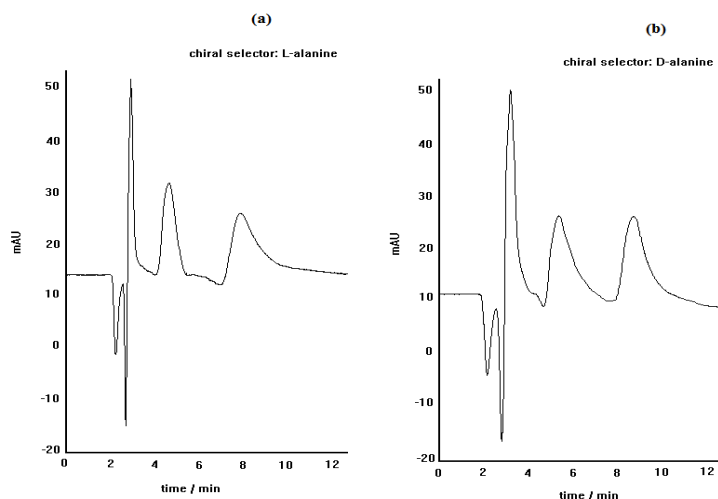 (a)
chiral selector: L-alanine
50
40
30
20
10
0
-10
-20
mAU
0 2 4 6 8 10 12
time / min
(b)
chiral selector: D-alanine
50
40
30
20
10
0
-10
-20
mAU
0 2 4 6 8 10 12
time / min